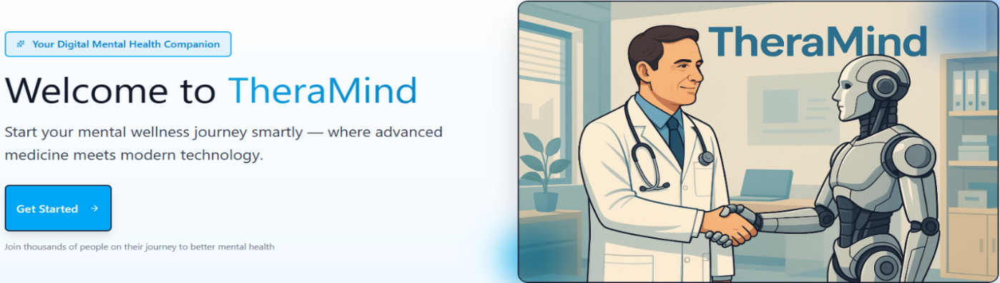 Your Digital Mental Health Companion
Welcome to TheraMind
Start your mental wellness journey smartly — where advanced
medicine meets modern technology.
Get Started
Join thousands of people on their journey to better mental health
TheraMind